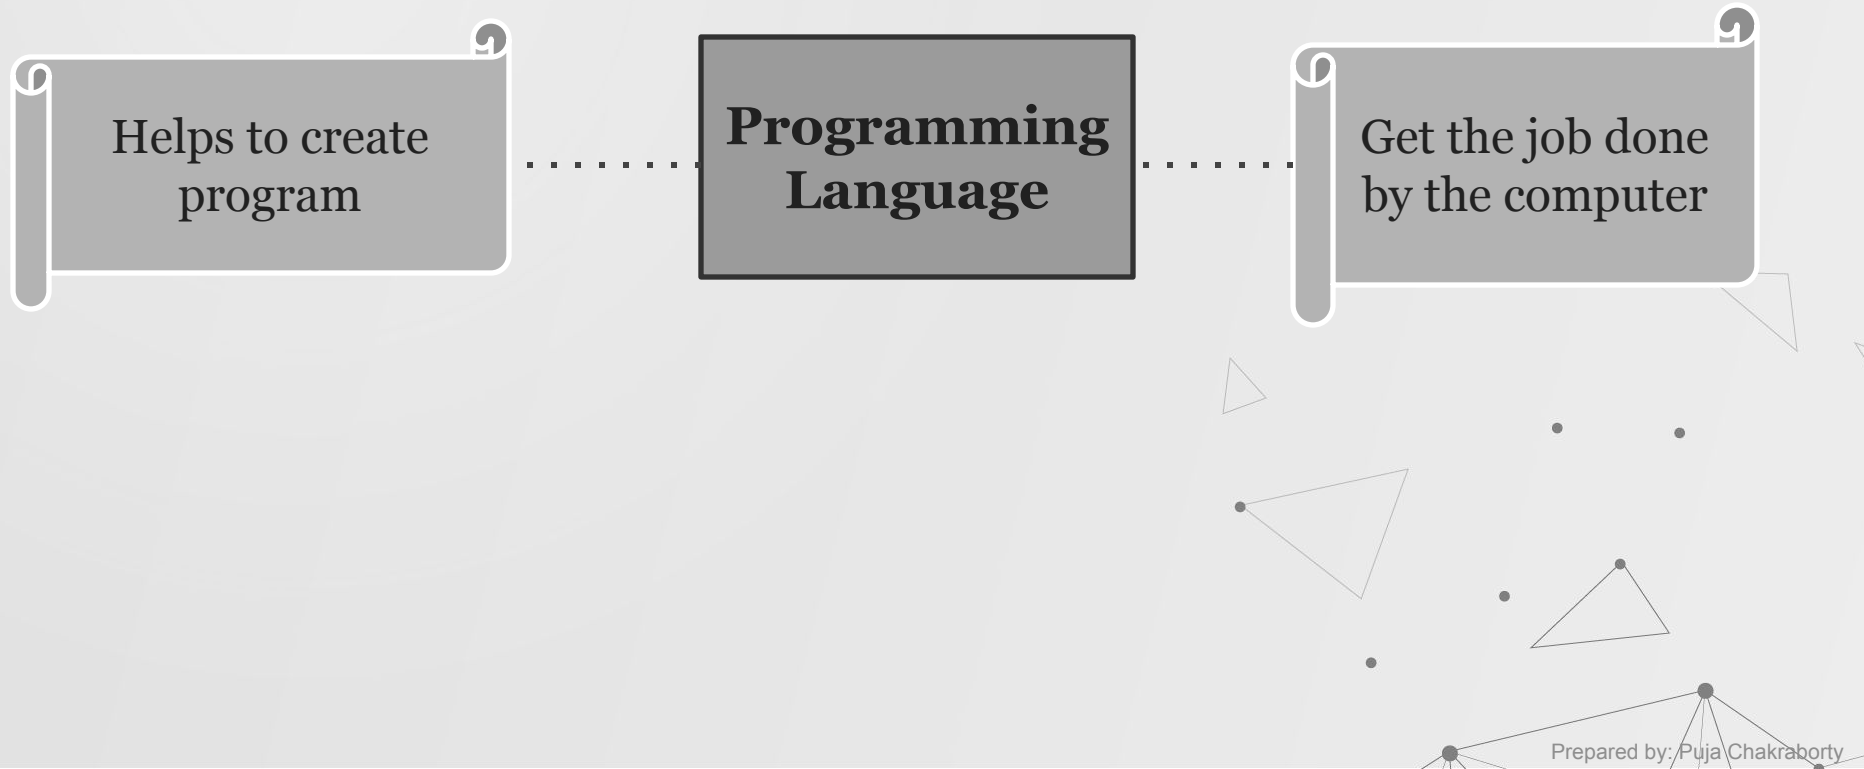 Helps to create
program
Programming
Language
Get the job done
by the computer
Prepared by: Puja Chakraborty